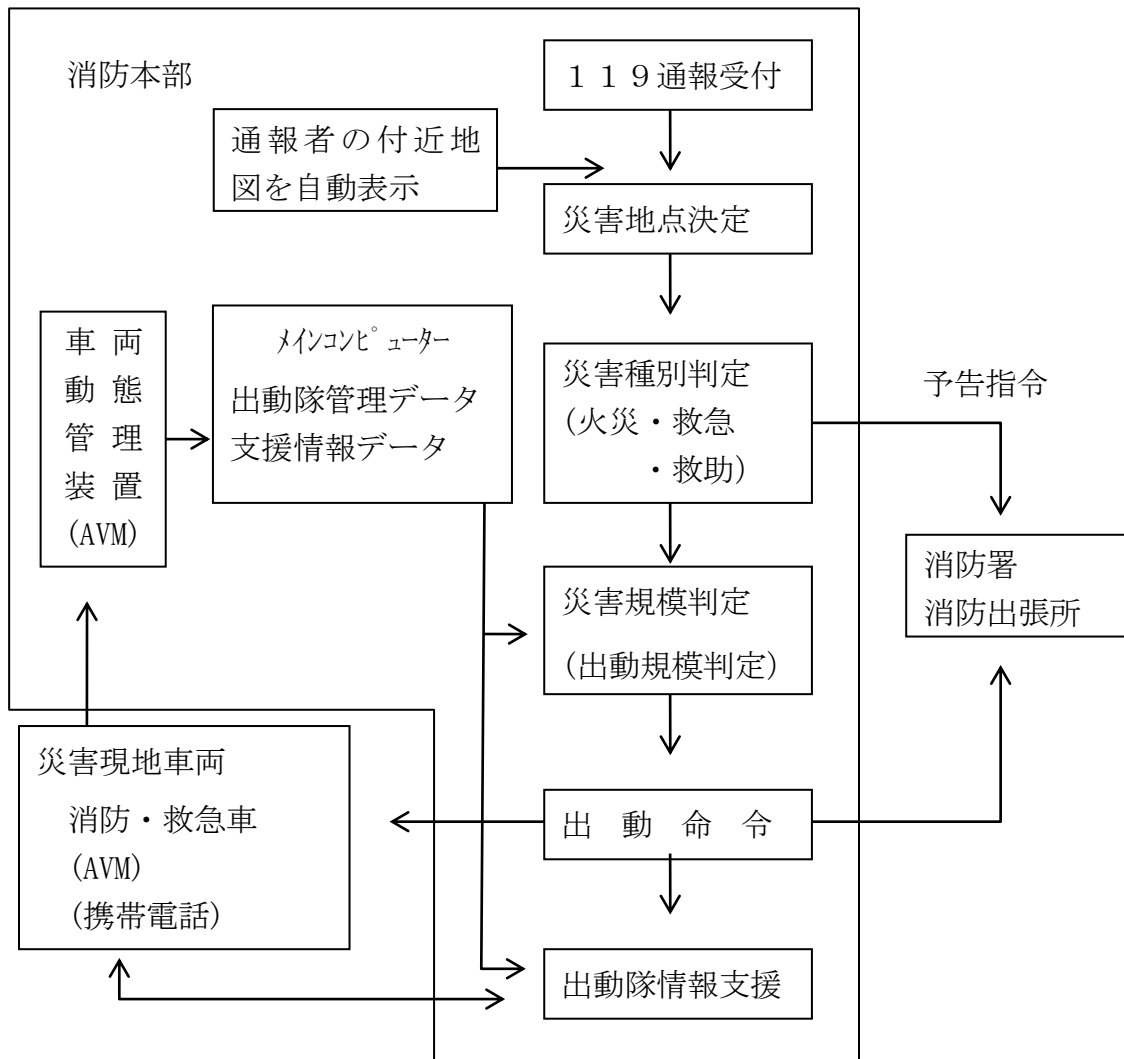 消防本部
１１９通報受付
通報者の付近地
図を自動表示
災害地点決定
車両
動態
管理
装置
(AVM)
ﾒｲﾝｺﾝﾋﾟｭｰﾀｰ
出動隊管理データ
支援情報データ
災害種別判定
(火災・救急
・救助)
予告指令
消防署
消防出張所
災害規模判定
(出動規模判定)
災害現地車両
消防・救急車
(AVM)
(携帯電話)
出動命令
出動隊情報支援